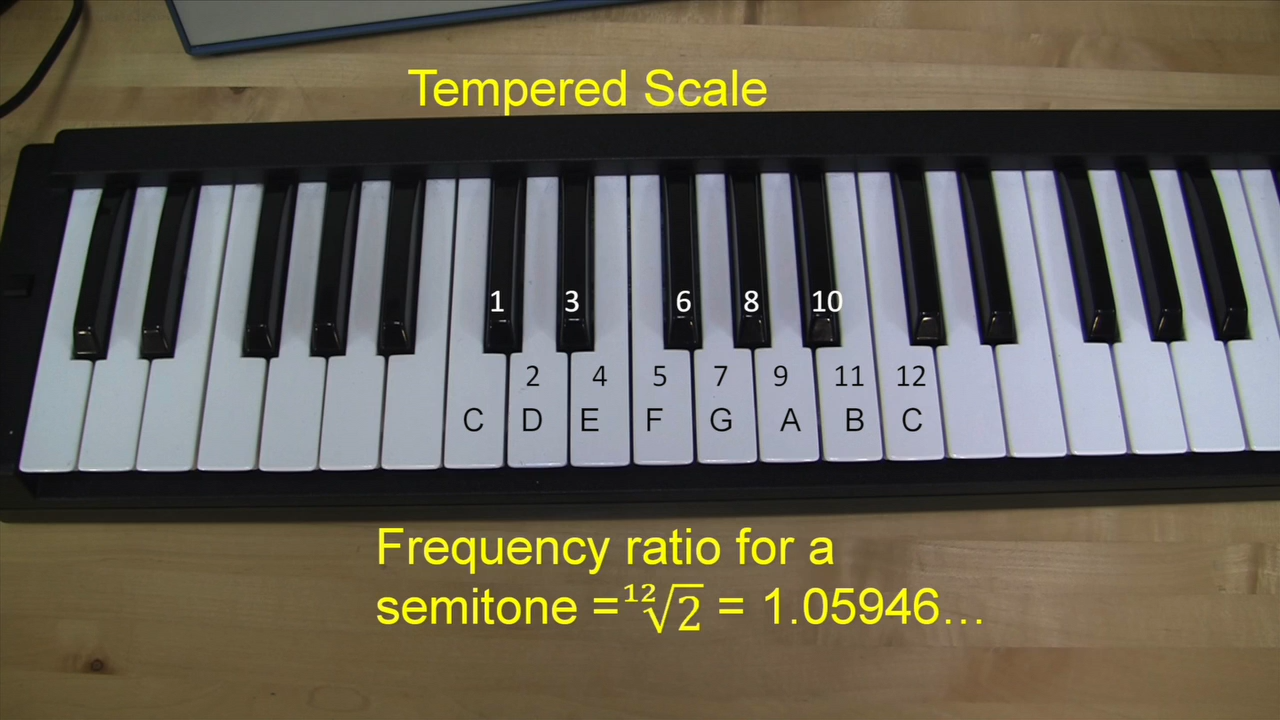 Tempered Scale
1 3 6 8 10
2 4 5 7 9 11 12
C D E F G A B C
Frequency ratio for a
semitone =¹²√2 = 1.05946...